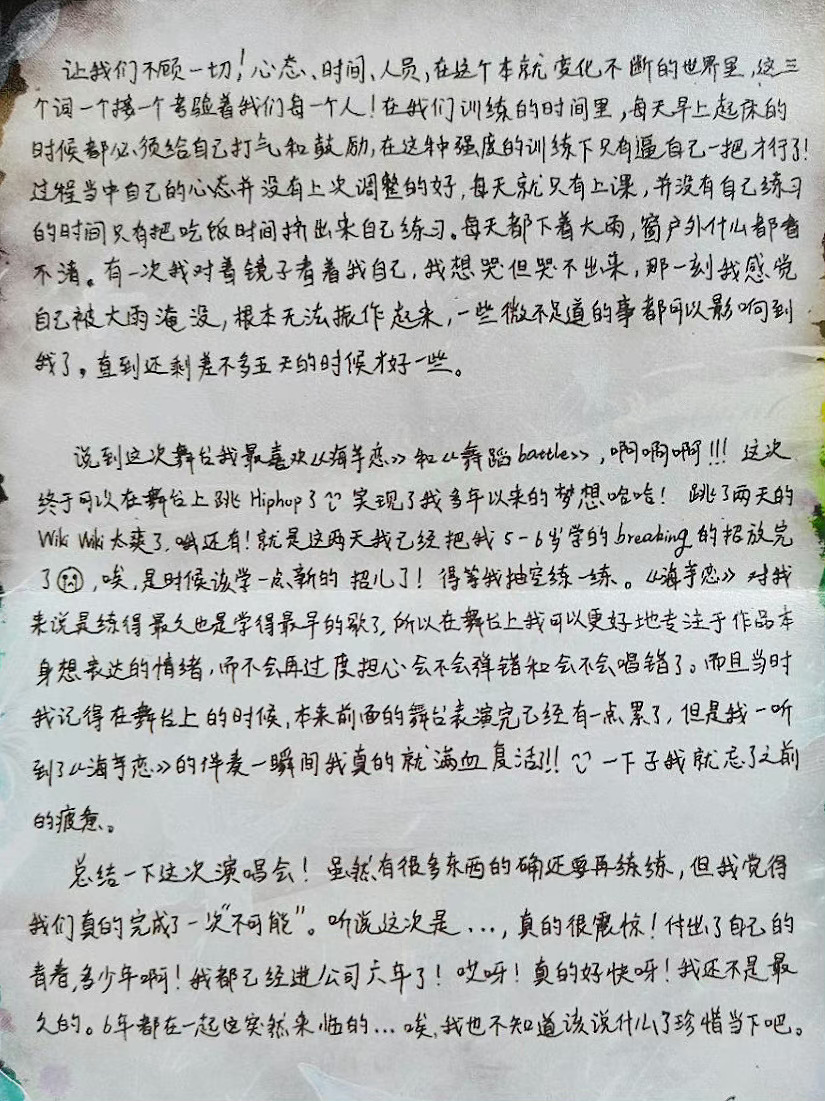 让我们不顾一切！心态、时间、人员，在这个本就变化不断的世界里，这三
个词一个接一个考验着我们每一个人！在我们训练的时间里，每天早上起床的
时候都必须给自己打气和鼓励，在这种强度的训练下只有逼自己一把才行了！
过程当中自己的心态并没有上次调整的好，每天就只有上课，并没有自己练习
的时间只有把吃饭时间挤出来自己练习。每天都下着大雨，窗户外什么都看
不清。有一次我对着镜子看着我自己，我想哭但哭不出来，那一刻我感觉
自己被大雨淹没，根本无法振作起来，一些微不足道的事都可以影响到
我了。直到还剩差不多五天的时候才好一些。
说到这次舞台我最喜欢《海芋恋》和《舞蹈battle》，啊啊啊!!! 这次
终于可以在舞台上跳Hiphop了 实现了我多年以来的梦想哈哈！跳了两天的
Wiki Wiki太爽了，哦还有！就是这两天我已经把我5-6岁学的breaking的招放完
了，唉，是时候该学一点新的招儿了！得等我抽空练一练。《海芋恋》对我
来说是练得最久也是学得最早的歌了，所以在舞台上我可以更好地专注于作品本
身想表达的情绪，而不会再过度担心会不会弹错和会不会唱错了。而且当时
我记得在舞台上的时候，本来前面的舞台表演完已经有一点累了，但是我一听
到了《海芋恋》的伴奏一瞬间我真的就满血复活了!!! 一下子我就忘了之前
的疲惫。
总结一下这次演唱会！虽然有很多东西的确还要再练练，但我觉得
我们真的完成了一次“不可能”。听说这次是...，真的很震惊！付出了自己的
青春，多少年啊！我都已经进公司六年了！哎呀！真的好快呀！我还不是最
久的。6年都在一起这突然来临的...唉，我也不知道该说什么了珍惜当下吧。